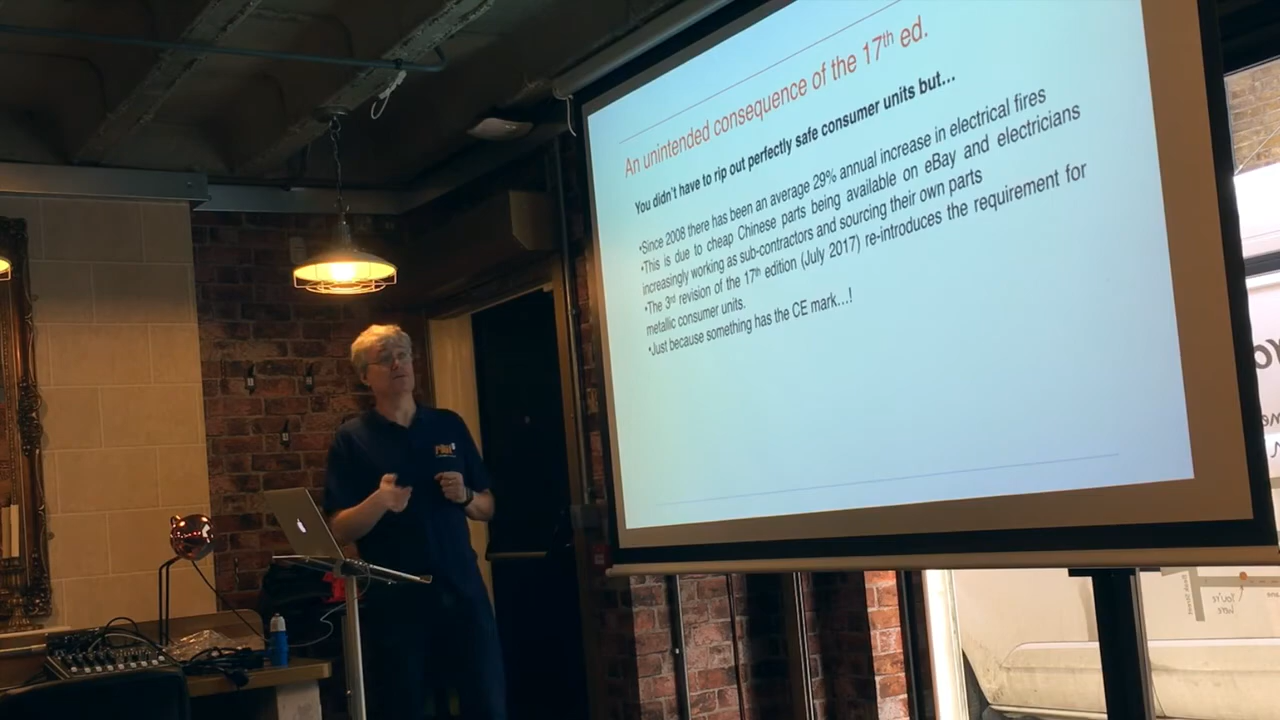 An unintended consequence of the 17th ed.
You didn't have to rip out perfectly safe consumer units but...
•Since 2008 there has been an average 29% annual increase in electrical fires
•This is due to cheap Chinese parts being available on eBay and electricians
increasingly working as sub-contractors and sourcing their own parts
•The 3rd revision of the 17th edition (July 2017) re-introduces the requirement for
metallic consumer units.
•Just because something has the CE mark...!
You're
here